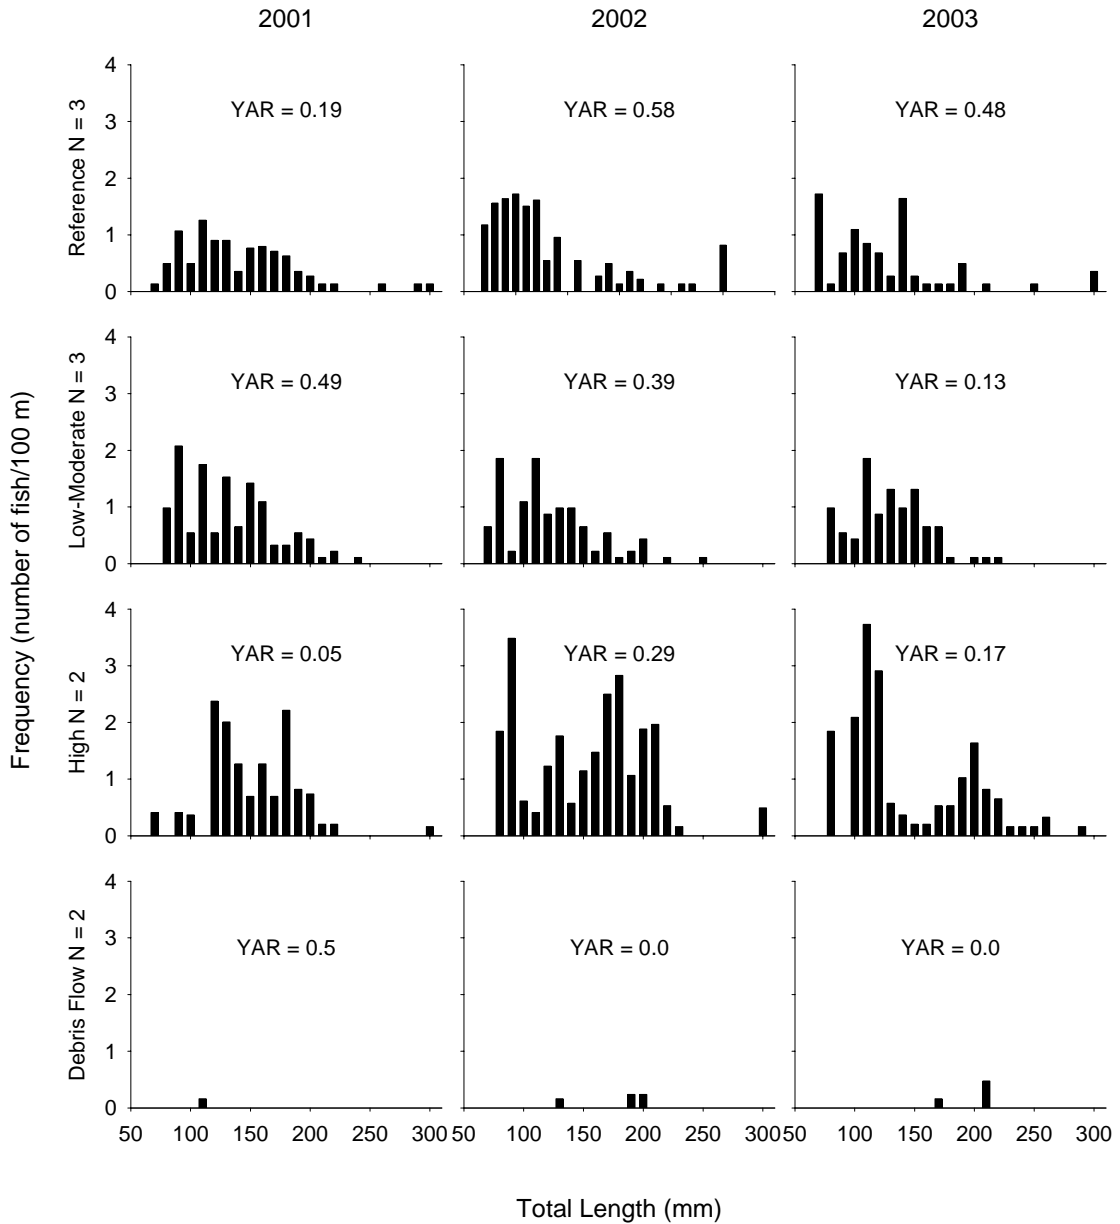 2001 2002 2003
Frequency (number of fish/100 m)
Reference N = 3
4
3
2
1
0
YAR = 0.19
YAR = 0.58
YAR = 0.48
Low-Moderate N = 3
4
3
2
1
0
YAR = 0.49
YAR = 0.39
YAR = 0.13
High N = 2
4
3
2
1
0
YAR = 0.05
YAR = 0.29
YAR = 0.17
Debris Flow N = 2
4
3
2
1
0
YAR = 0.5
YAR = 0.0
YAR = 0.0
50 100 150 200 250 300 50 100 150 200 250 300 50 100 150 200 250 300
Total Length (mm)